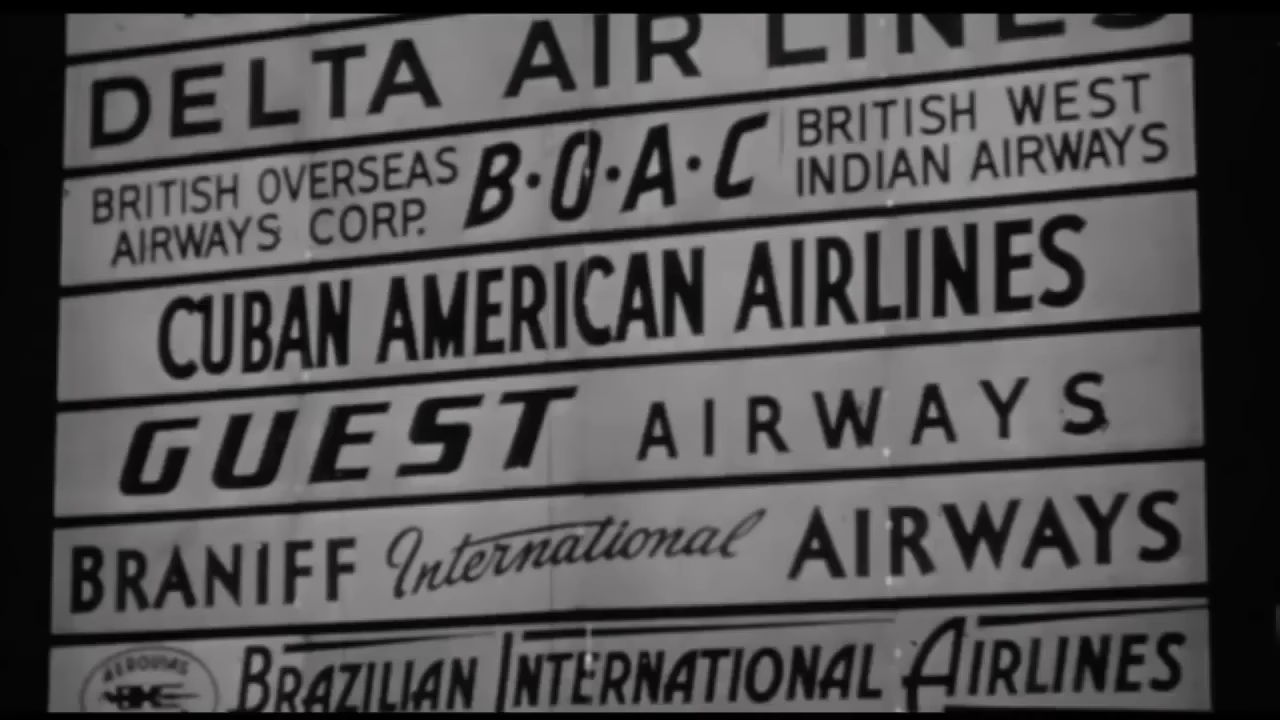 DELTA AIR LINES
BRITISH OVERSEAS AIRWAYS CORP. B·O·A·C BRITISH WEST INDIAN AIRWAYS
CUBAN AMERICAN AIRLINES
GUEST AIRWAYS
BRANIFF International AIRWAYS
AEROVIAS
BRAZILIAN INTERNATIONAL AIRLINES